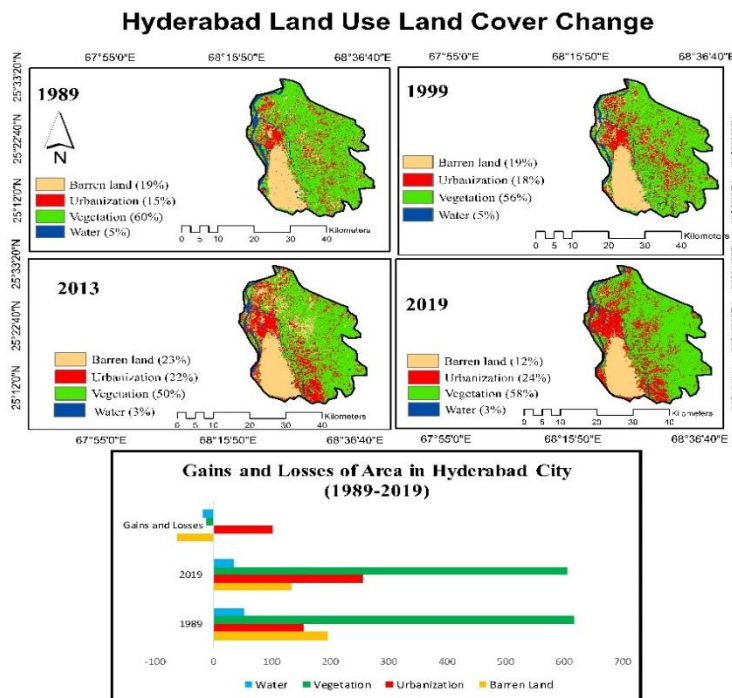 Hyderabad Land Use Land Cover Change
67°55'0"E 68°15'50"E 68°36'40"E 67°55'0"E 68°15'50"E 68°36'40"E
25°33'20"N
25°22'40"N
25°12'0"N
1989
N
Barren land (19%)
Urbanization (15%)
Vegetation (60%)
Water (5%)
0 5 10 20 30 40
Kilometers
1999
Barren land (19%)
Urbanization (18%)
Vegetation (56%)
Water (5%)
0 5 10 20 30 40
Kilometers
25°33'20"N
25°22'40"N
25°12'0"N
2013
Barren land (23%)
Urbanization (22%)
Vegetation (50%)
Water (3%)
0 5 10 20 30 40
Kilometers
2019
Barren land (12%)
Urbanization (24%)
Vegetation (58%)
Water (3%)
0 5 10 20 30 40
Kilometers
67°55'0"E 68°15'50"E 68°36'40"E 67°55'0"E 68°15'50"E 68°36'40"E
Gains and Losses of Area in Hyderabad City
(1989-2019)
Gains and Losses
2019
1989
-100 0 100 200 300 400 500 600 700
Water Vegetation Urbanization Barren Land